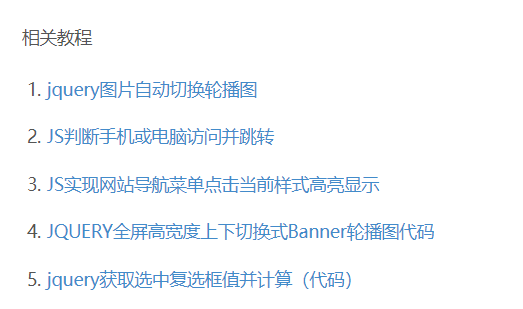 相关教程
1. jquery图片自动切换轮播图
2. JS判断手机或电脑访问并跳转
3. JS实现网站导航菜单点击当前样式高亮显示
4. JQUERY全屏高宽度上下切换式Banner轮播图代码
5. jquery获取选中复选框值并计算（代码）